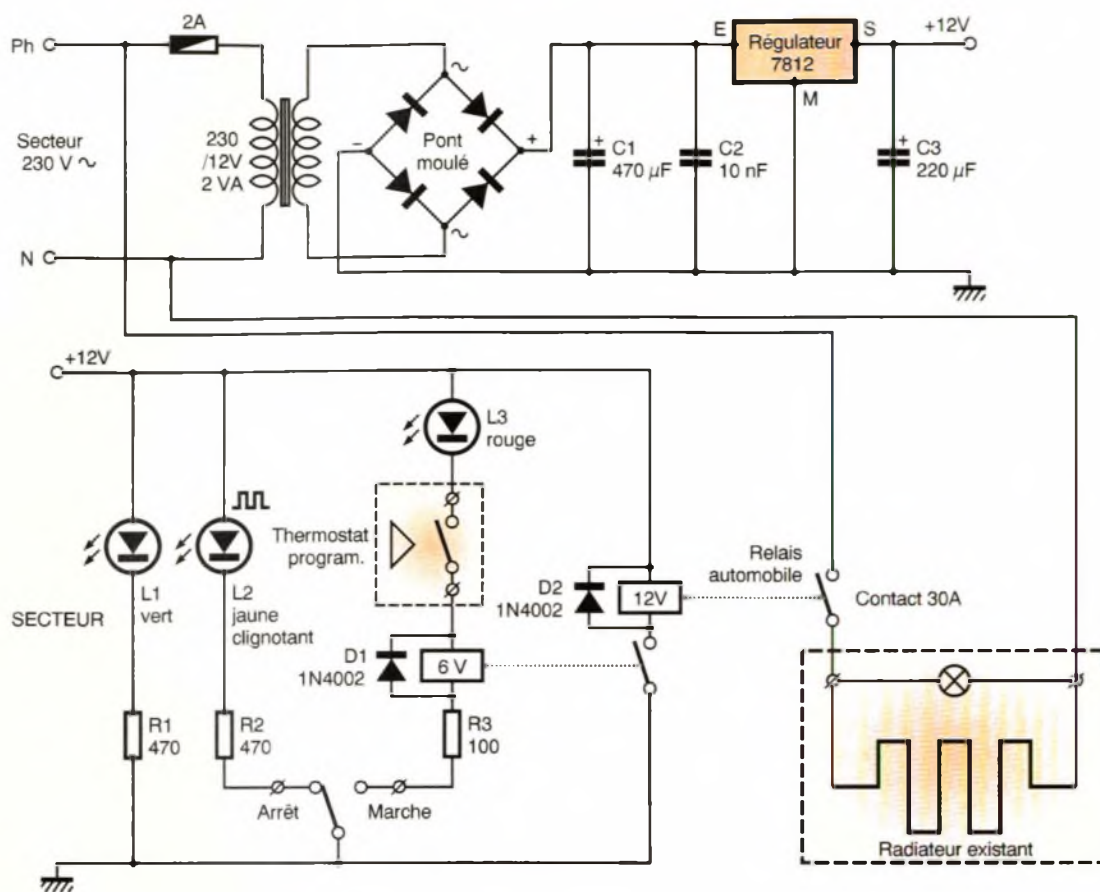 2A
Ph
E
Régulateur
7812
S
+12V
M
Secteur
230 V ~
230
/12V
2 VA
~
Pont
moulé
–
+
~
+
C1
470 µF
C2
10 nF
+
C3
220 µF
N
+12V
L3
rouge
Thermostat
program.
Relais
automobile
Contact 30A
SECTEUR
L1
vert
L2
jaune
clignotant
D2
1N4002
12V
D1
1N4002
6 V
R1
470
R2
470
R3
100
Arrêt
Marche
Radiateur existant